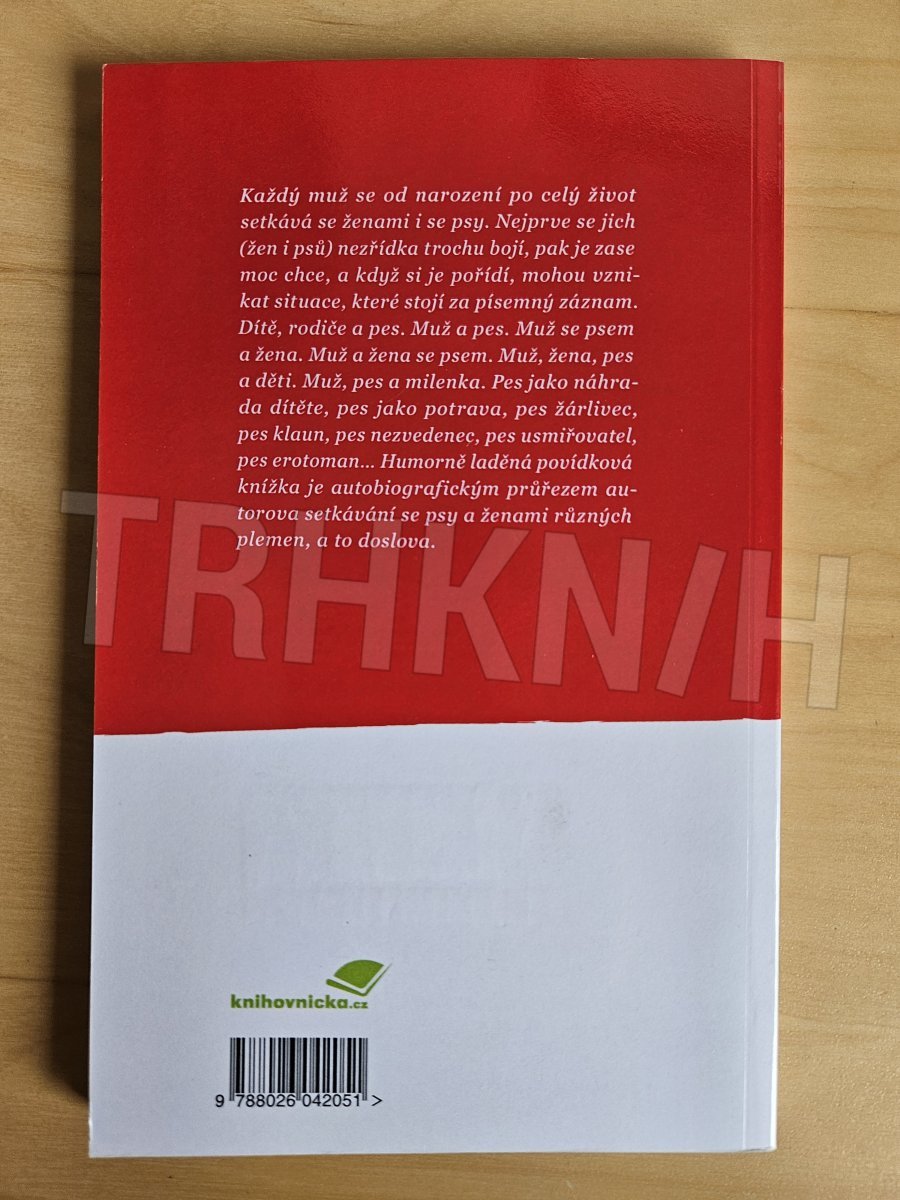 Každý muž se od narození po celý život
setkává se ženami i se psy. Nejprve se jich
(žen i psů) nezřídka trochu bojí, pak je zase
moc chce, a když si je pořídí, mohou vzni-
kat situace, které stojí za písemný záznam.
Dítě, rodiče a pes. Muž a pes. Muž se psem
a žena. Muž a žena se psem. Muž, žena, pes
a děti. Muž, pes a milenka. Pes jako náhra-
da dítěte, pes jako potrava, pes žárlivec,
pes klaun, pes nezvedenec, pes usmiřovatel,
pes erotoman... Humorně laděná povídková
knížka je autobiografickým průřezem au-
torova setkávání se psy a ženami různých
plemen, a to doslova.
TRHKN/H
knihovnicka.cz
9 788026 042051 >